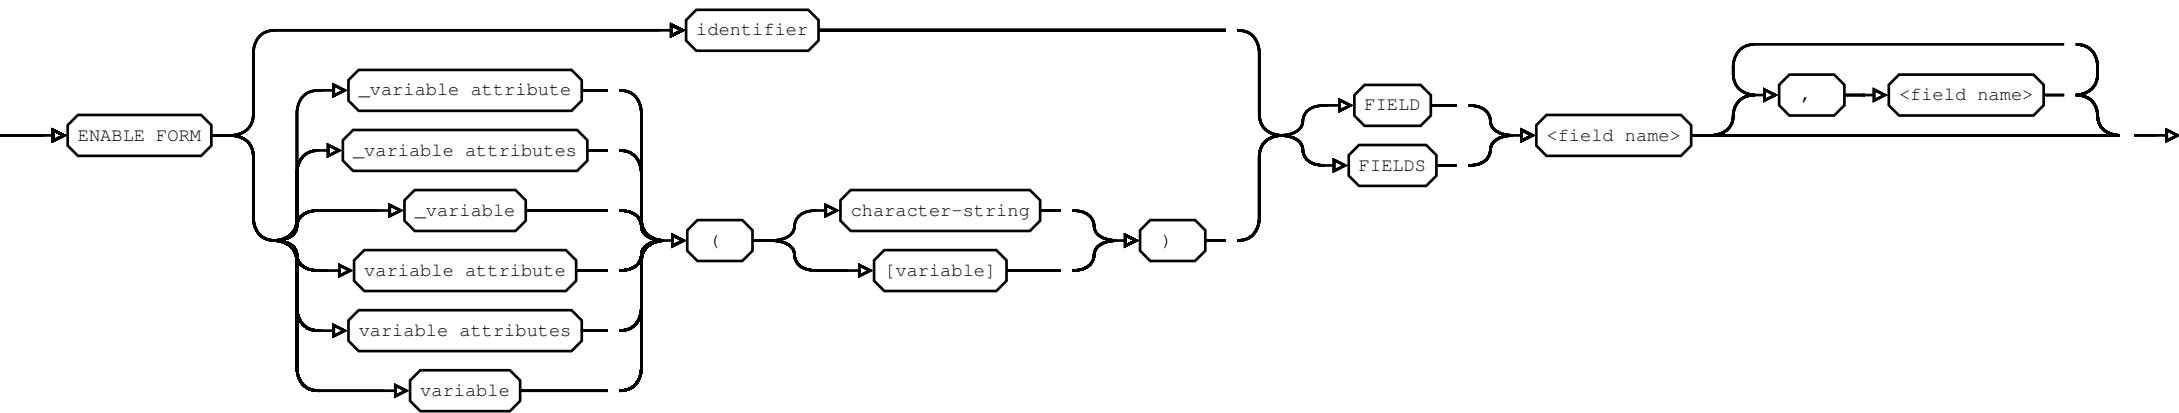 identifier
_variable attribute
<field name>
,
FIELD
ENABLE FORM
<field name>
_variable attributes
FIELDS
_variable
character-string
(
)
variable attribute
[variable]
variable attributes
variable